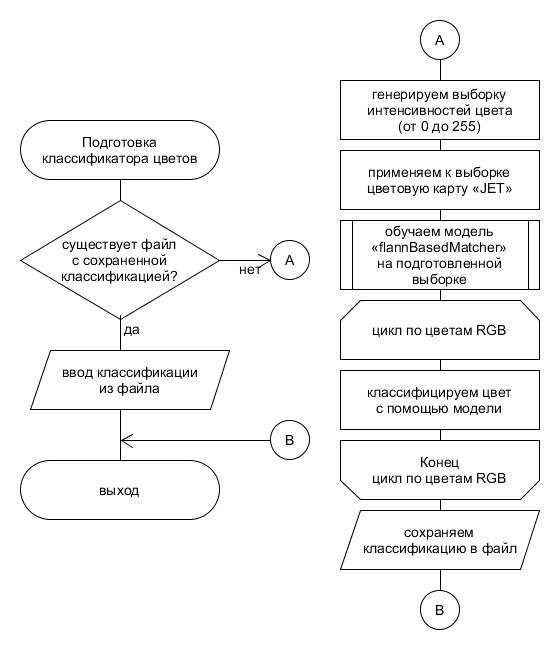 Подготовка
классификатора цветов
существует файл
с сохраненной
классификацией?
нет
A
да
ввод классификации
из файла
B
выход
A
генерируем выборку
интенсивностей цвета
(от 0 до 255)
применяем к выборке
цветовую карту «JET»
обучаем модель
«flannBasedMatcher»
на подготовленной
выборке
цикл по цветам RGB
классифицируем цвет
с помощью модели
Конец
цикл по цветам RGB
сохраняем
классификацию в файл
B